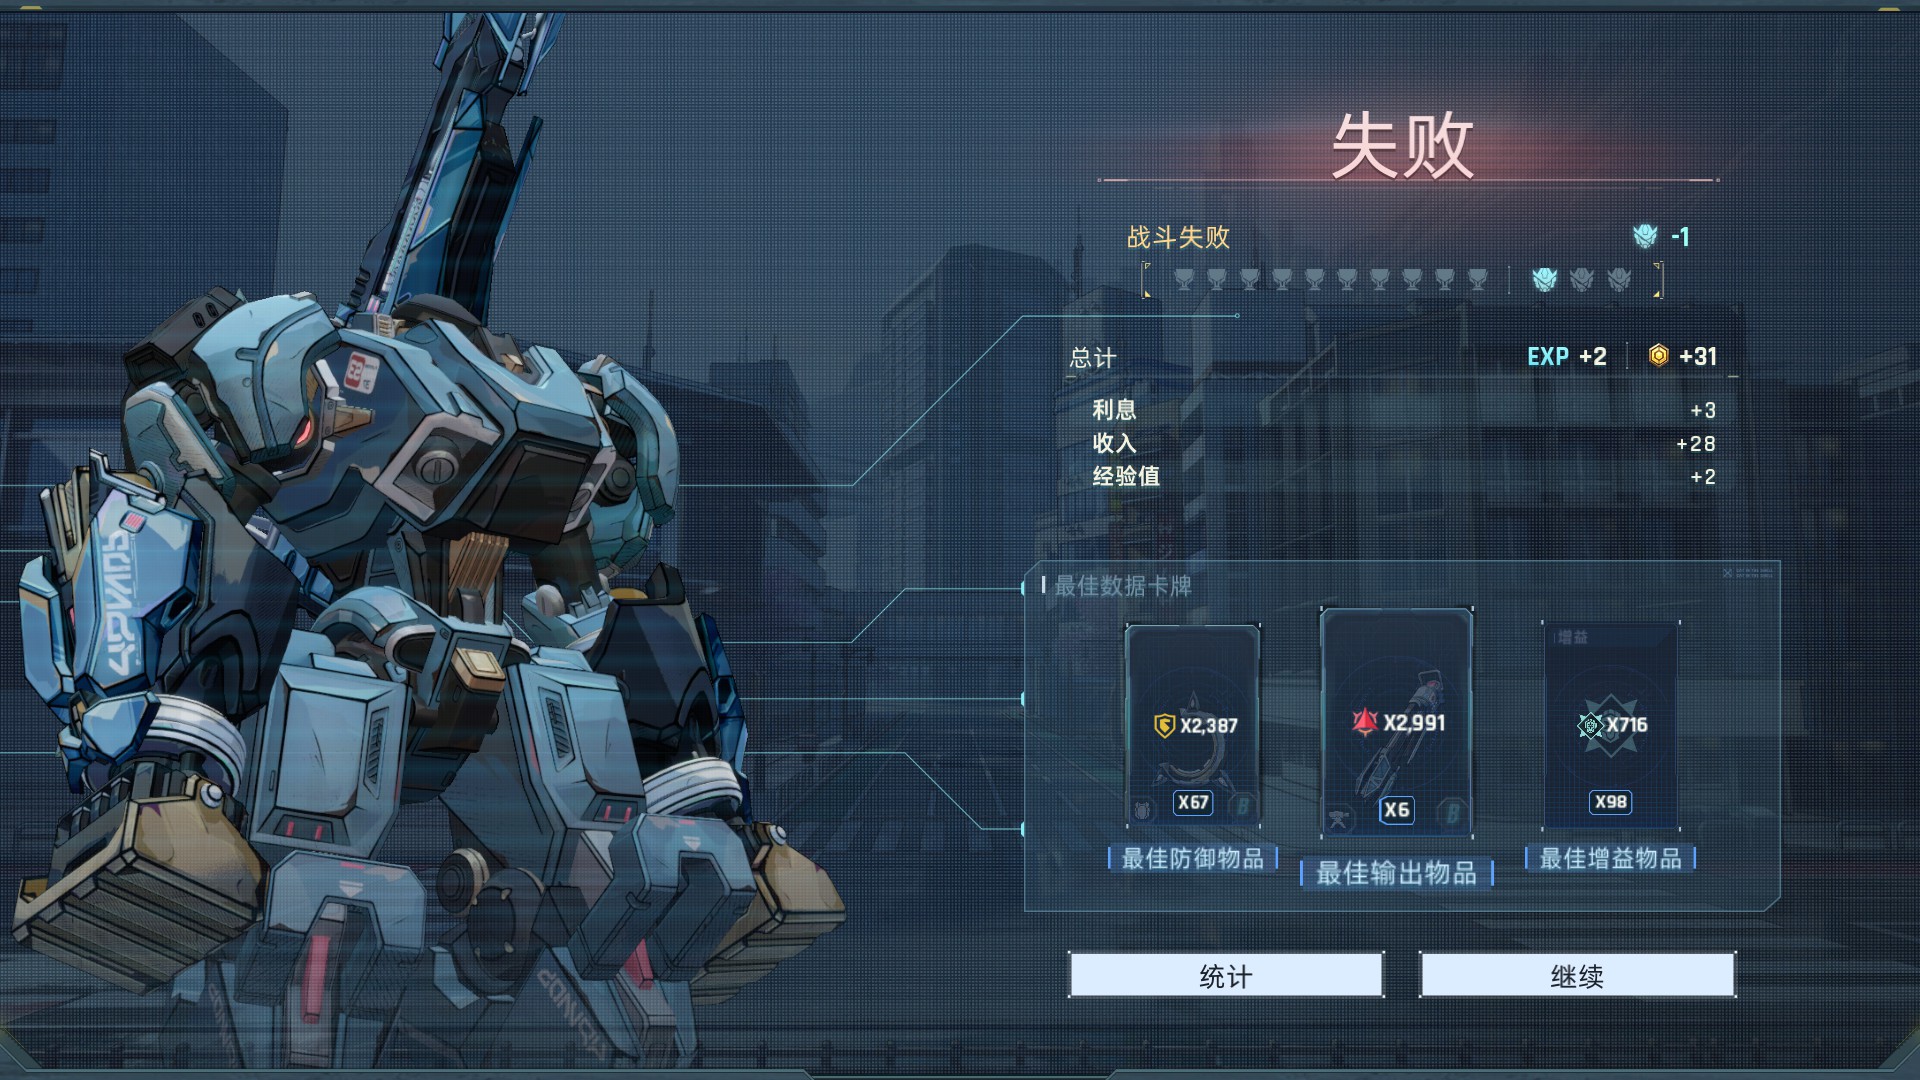 失败
战斗失败 -1
总计 EXP +2 +31
利息 +3
收入 +28
经验值 +2
最佳数据卡牌
增益
X2,387
X2,991
X716
X67
X6
X98
B
B
最佳防御物品
最佳输出物品
最佳增益物品
统计
继续